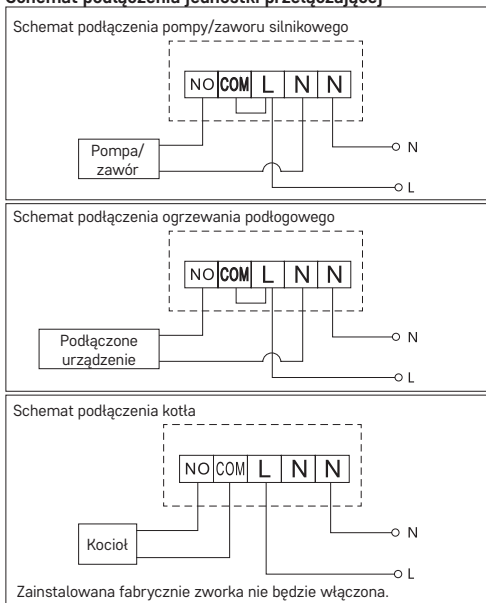 Schemat podłączenia jednostki przełączającej
Schemat podłączenia pompy/zaworu silnikowego
NO COM L N N
Pompa/
zawór
N
L
Schemat podłączenia ogrzewania podłogowego
NO COM L N N
Podłączone
urządzenie
N
L
Schemat podłączenia kotła
NO COM L N N
Kocioł
N
L
Zainstalowana fabrycznie zworka nie będzie włączona.